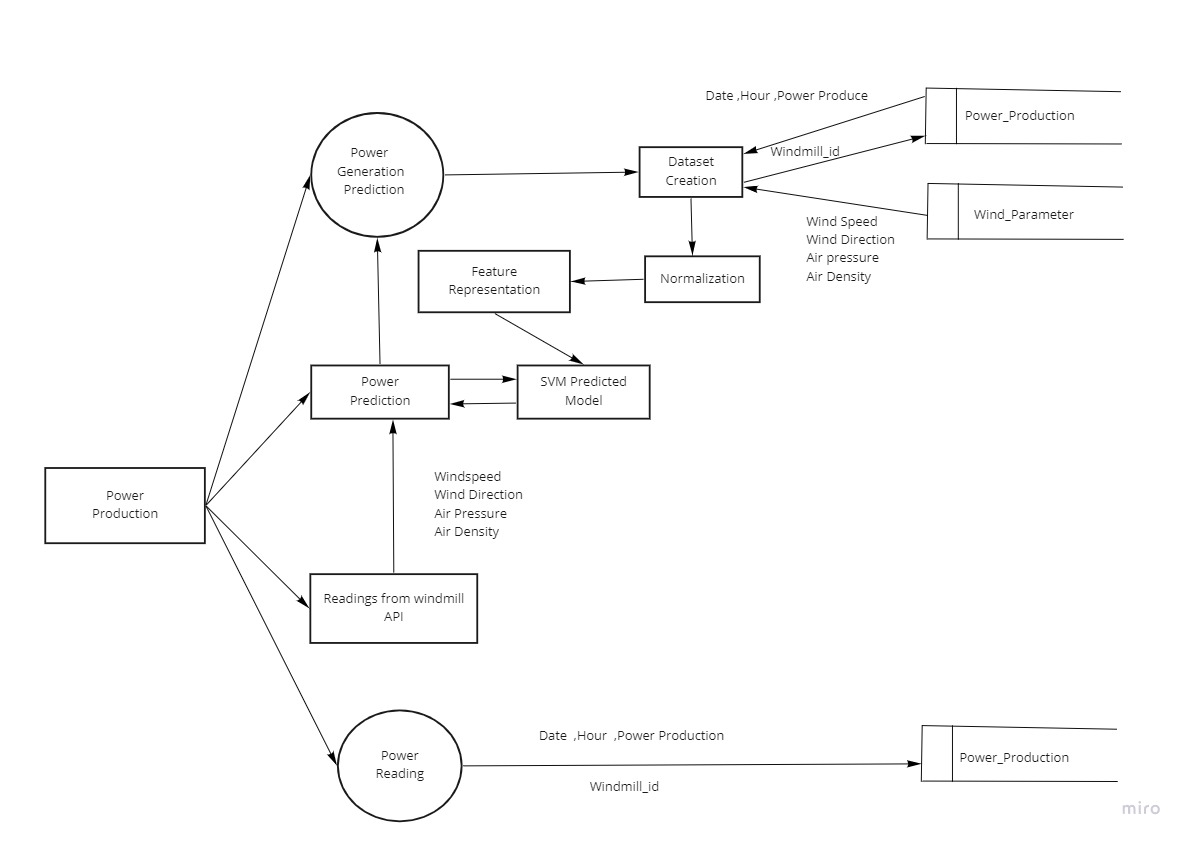 Date ,Hour ,Power Produce
Power_Production
Power
Generation
Prediction
Windmill_id
Dataset
Creation
Wind_Parameter
Wind Speed
Wind Direction
Air pressure
Air Density
Feature
Representation
Normalization
Power
Prediction
SVM Predicted
Model
Windspeed
Wind Direction
Air Pressure
Air Density
Power
Production
Readings from windmill
API
Date ,Hour ,Power Production
Power
Reading
Power_Production
Windmill_id
miro